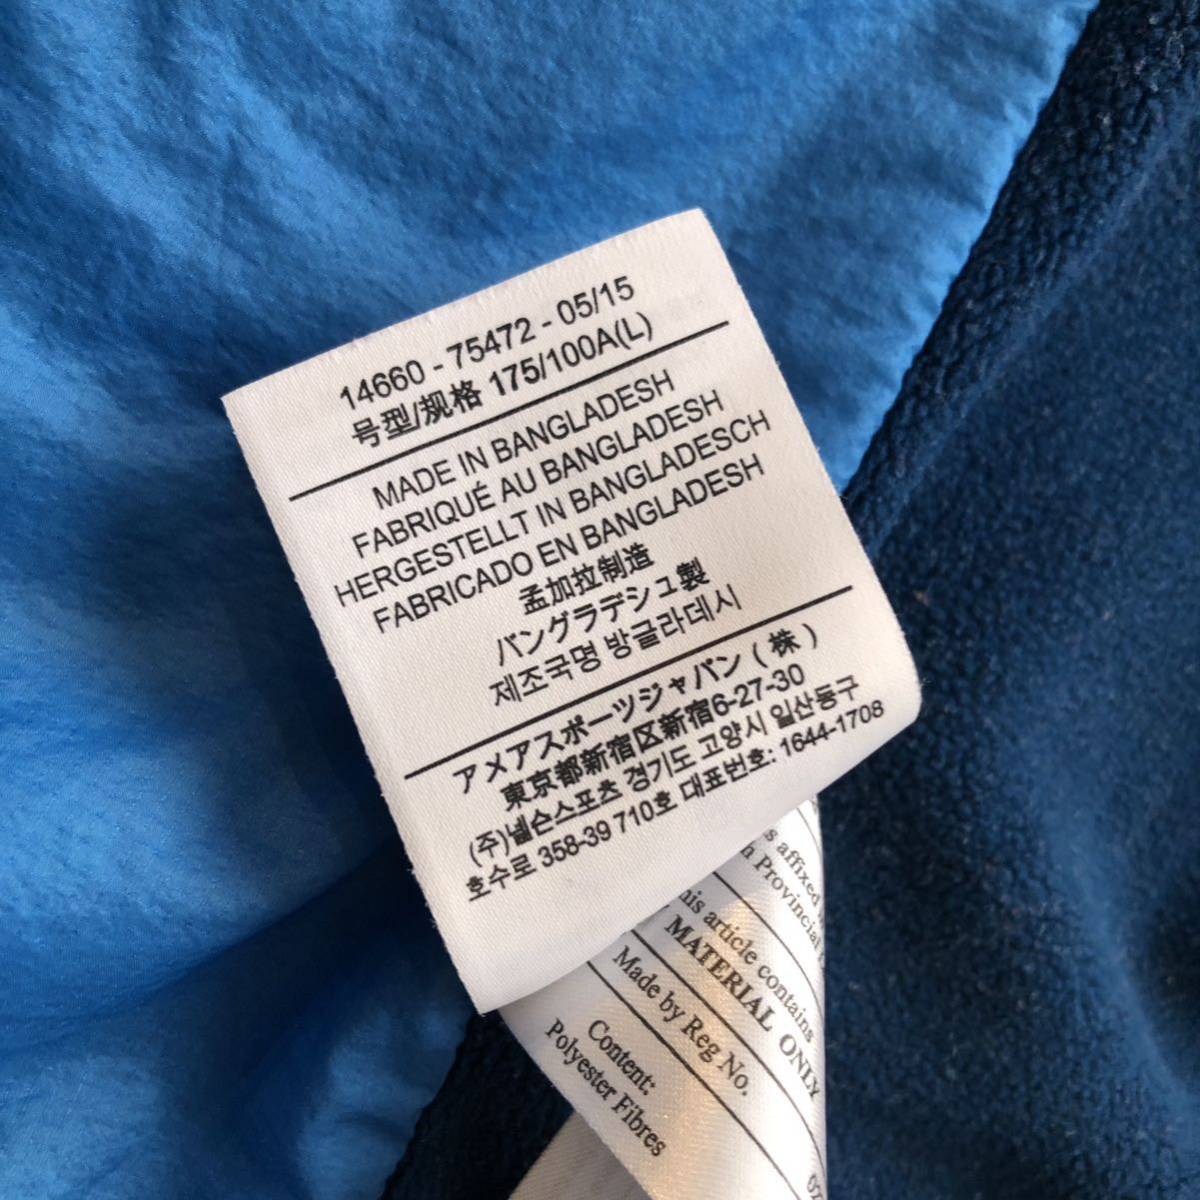 14660 - 75472 - 05/15
号型/规格 175/100A(L)
MADE IN BANGLADESH
FABRIQUÉ AU BANGLADESH
HERGESTELLT IN BANGLADESCH
FABRICADO EN BANGLADESH
孟加拉制造
バングラデシュ製
제조국명 방글라데시
アメアスポーツジャパン(株)
東京都新宿区新宿6-27-30
(주)넬슨스포츠 경기도 고양시 일산동구
호수로 358-39 710호 대표번호: 1644-1708
affixed
Provincial
this article contains
MATERIAL ONLY
Made by Reg No.
Content:
Polyester Fibres